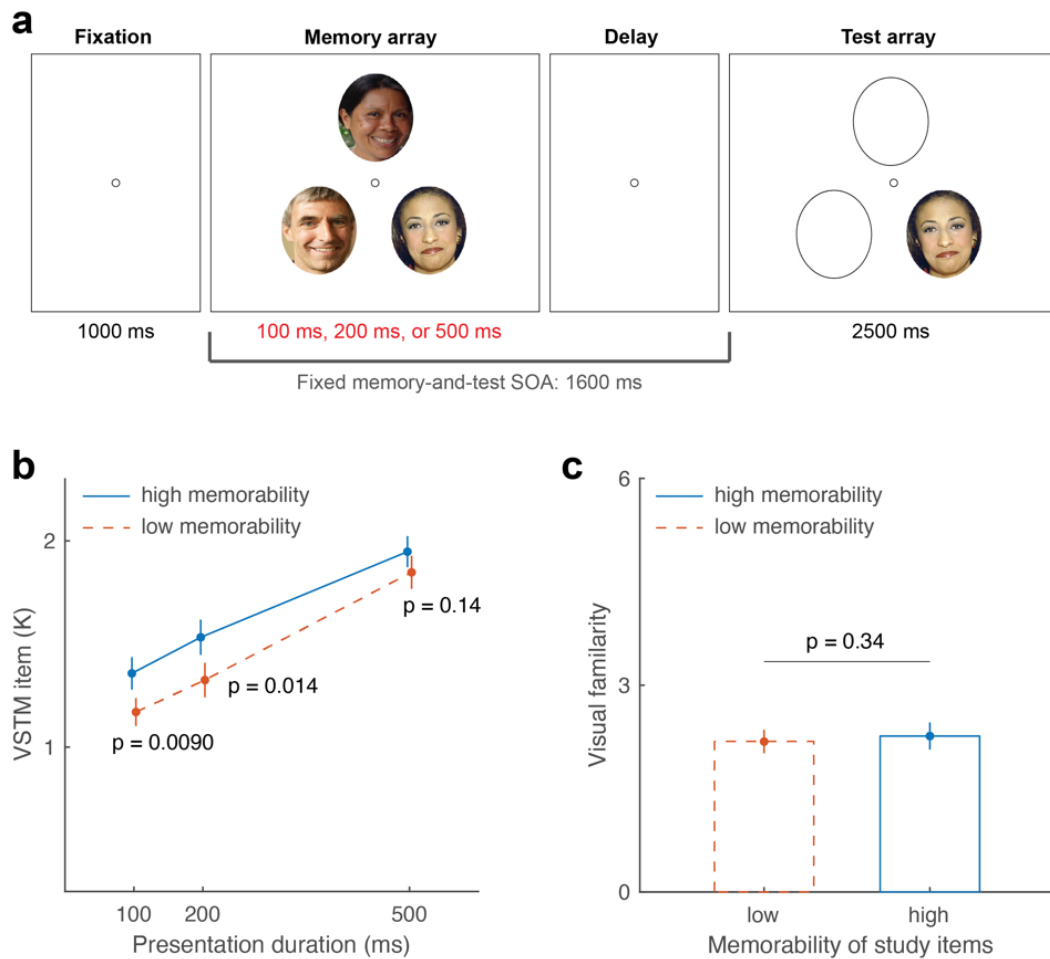 a
Fixation
Memory array
Delay
Test array
1000 ms
100 ms, 200 ms, or 500 ms
2500 ms
Fixed memory-and-test SOA: 1600 ms
b
high memorability
low memorability
2
1
VSTM item (K)
p = 0.0090
p = 0.014
p = 0.14
100
200
500
Presentation duration (ms)
c
high memorability
low memorability
6
3
0
Visual familarity
p = 0.34
low
high
Memorability of study items